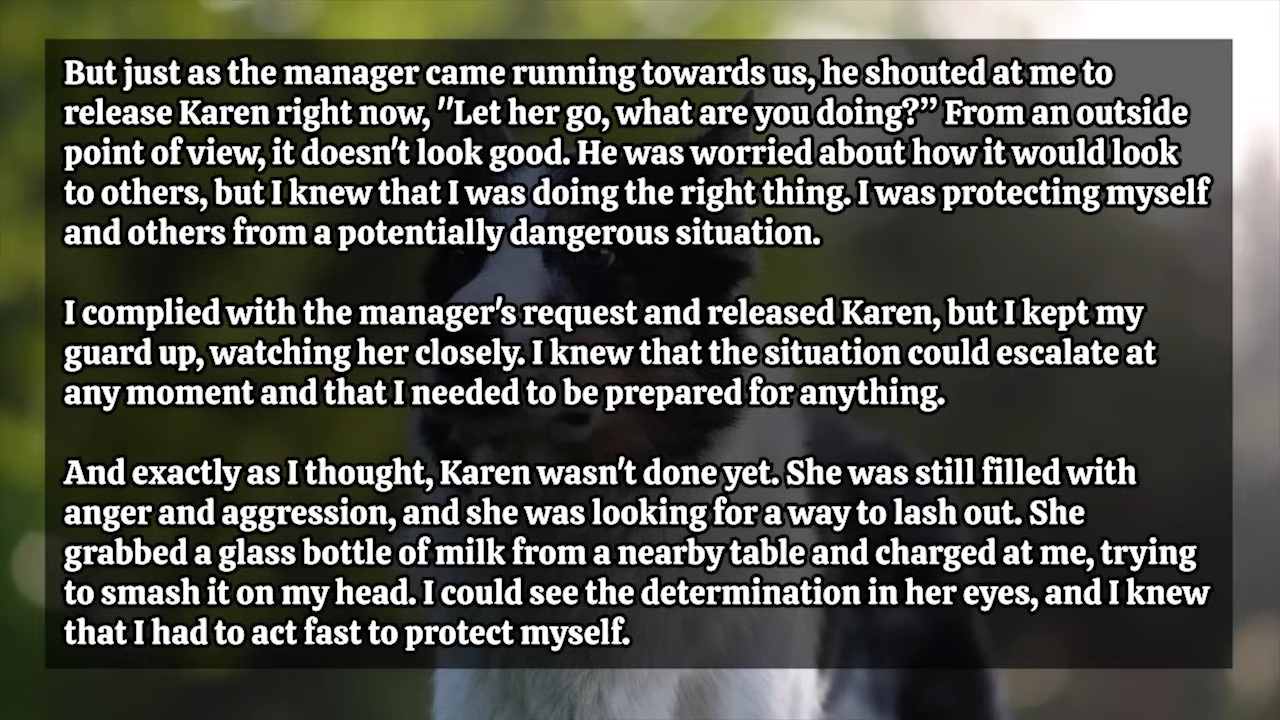 But just as the manager came running towards us, he shouted at me to
release Karen right now, "Let her go, what are you doing?” From an outside
point of view, it doesn't look good. He was worried about how it would look
to others, but I knew that I was doing the right thing. I was protecting myself
and others from a potentially dangerous situation.
I complied with the manager's request and released Karen, but I kept my
guard up, watching her closely. I knew that the situation could escalate at
any moment and that I needed to be prepared for anything.
And exactly as I thought, Karen wasn't done yet. She was still filled with
anger and aggression, and she was looking for a way to lash out. She
grabbed a glass bottle of milk from a nearby table and charged at me, trying
to smash it on my head. I could see the determination in her eyes, and I knew
that I had to act fast to protect myself.